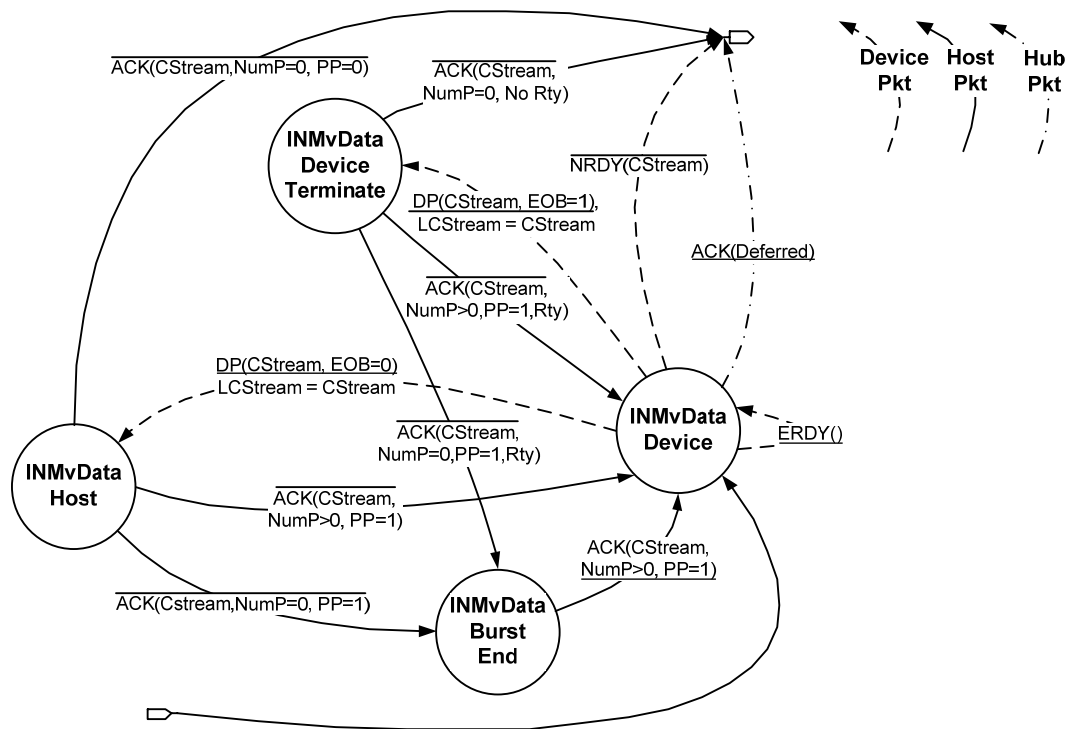 ACK(CStream,NumP=0, PP=0)
ACK(CStream,
NumP=0, No Rty)
Device
Pkt
Host
Pkt
Hub
Pkt
INMvData
Device
Terminate
NRDY(CStream)
DP(CStream, EOB=1),
LCStream = CStream
ACK(Deferred)
ACK(CStream,
NumP>0,PP=1,Rty)
DP(CStream, EOB=0)
LCStream = CStream
INMvData
Device
ERDY()
ACK(CStream,
NumP=0,PP=1,Rty)
INMvData
Host
ACK(CStream,
NumP>0, PP=1)
ACK(CStream,
NumP>0, PP=1)
ACK(Cstream,NumP=0, PP=1)
INMvData
Burst
End